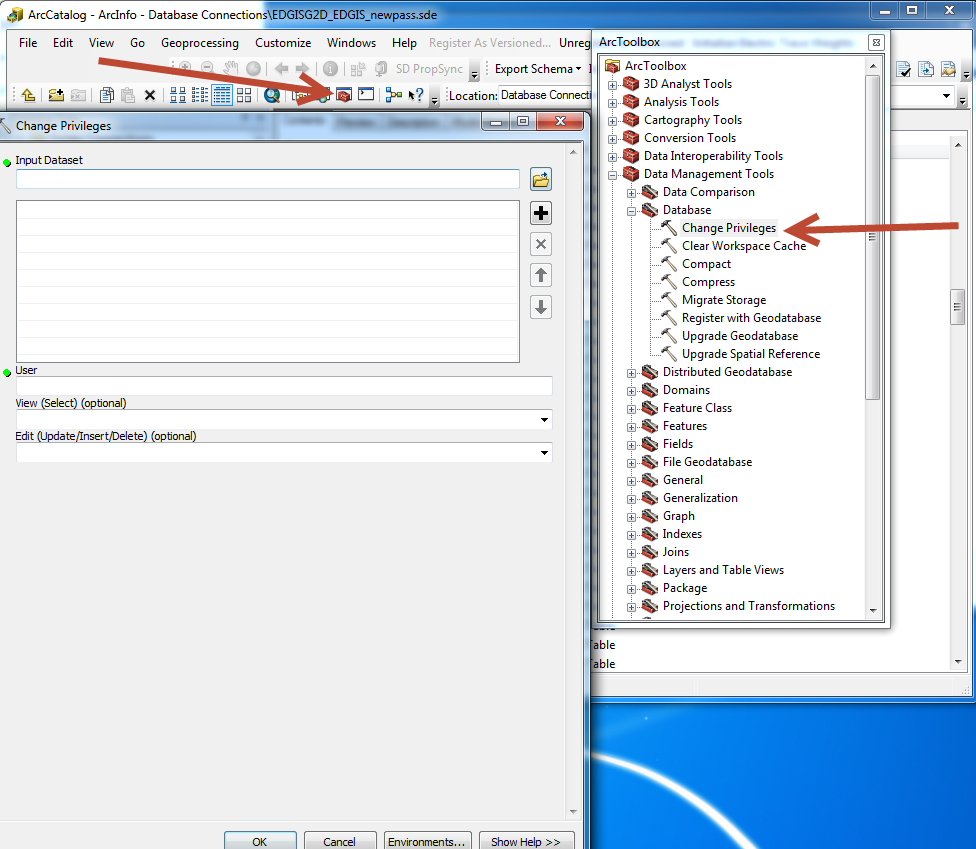 ArcCatalog - ArcInfo - Database Connections\EDGISG2D_EDGIS_newpass.sde
File Edit View Go Geoprocessing Customize Windows Help Register As Versioned... Unreg
SD PropSync Export Schema
Location: Database Connecti
Change Privileges
Input Dataset
User
View (Select) (optional)
Edit (Update/Insert/Delete) (optional)
OK Cancel Environments... Show Help >>
ArcToolbox
ArcToolbox
3D Analyst Tools
Analysis Tools
Cartography Tools
Conversion Tools
Data Interoperability Tools
Data Management Tools
Data Comparison
Database
Change Privileges
Clear Workspace Cache
Compact
Compress
Migrate Storage
Register with Geodatabase
Upgrade Geodatabase
Upgrade Spatial Reference
Distributed Geodatabase
Domains
Feature Class
Features
Fields
File Geodatabase
General
Generalization
Graph
Indexes
Joins
Layers and Table Views
Package
Projections and Transformations
Table
Table